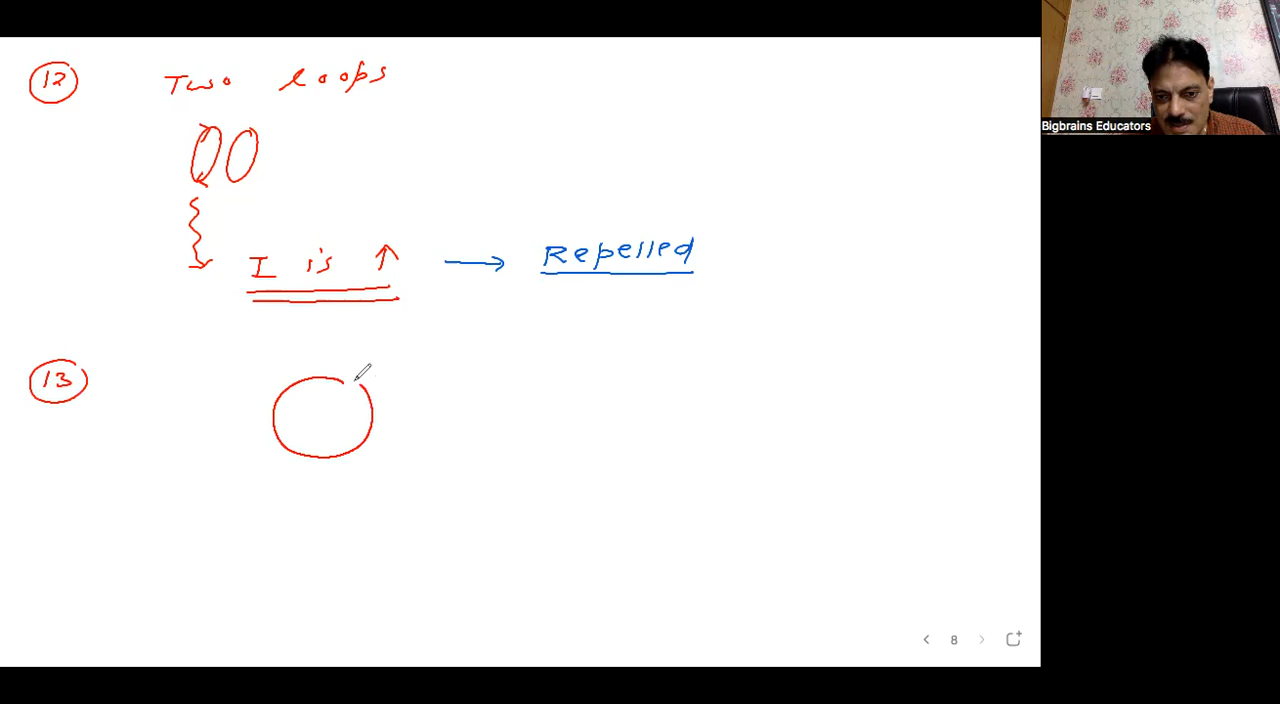 12 Two loops
I is ↑ → Repelled
13
8
Bigbrains Educators